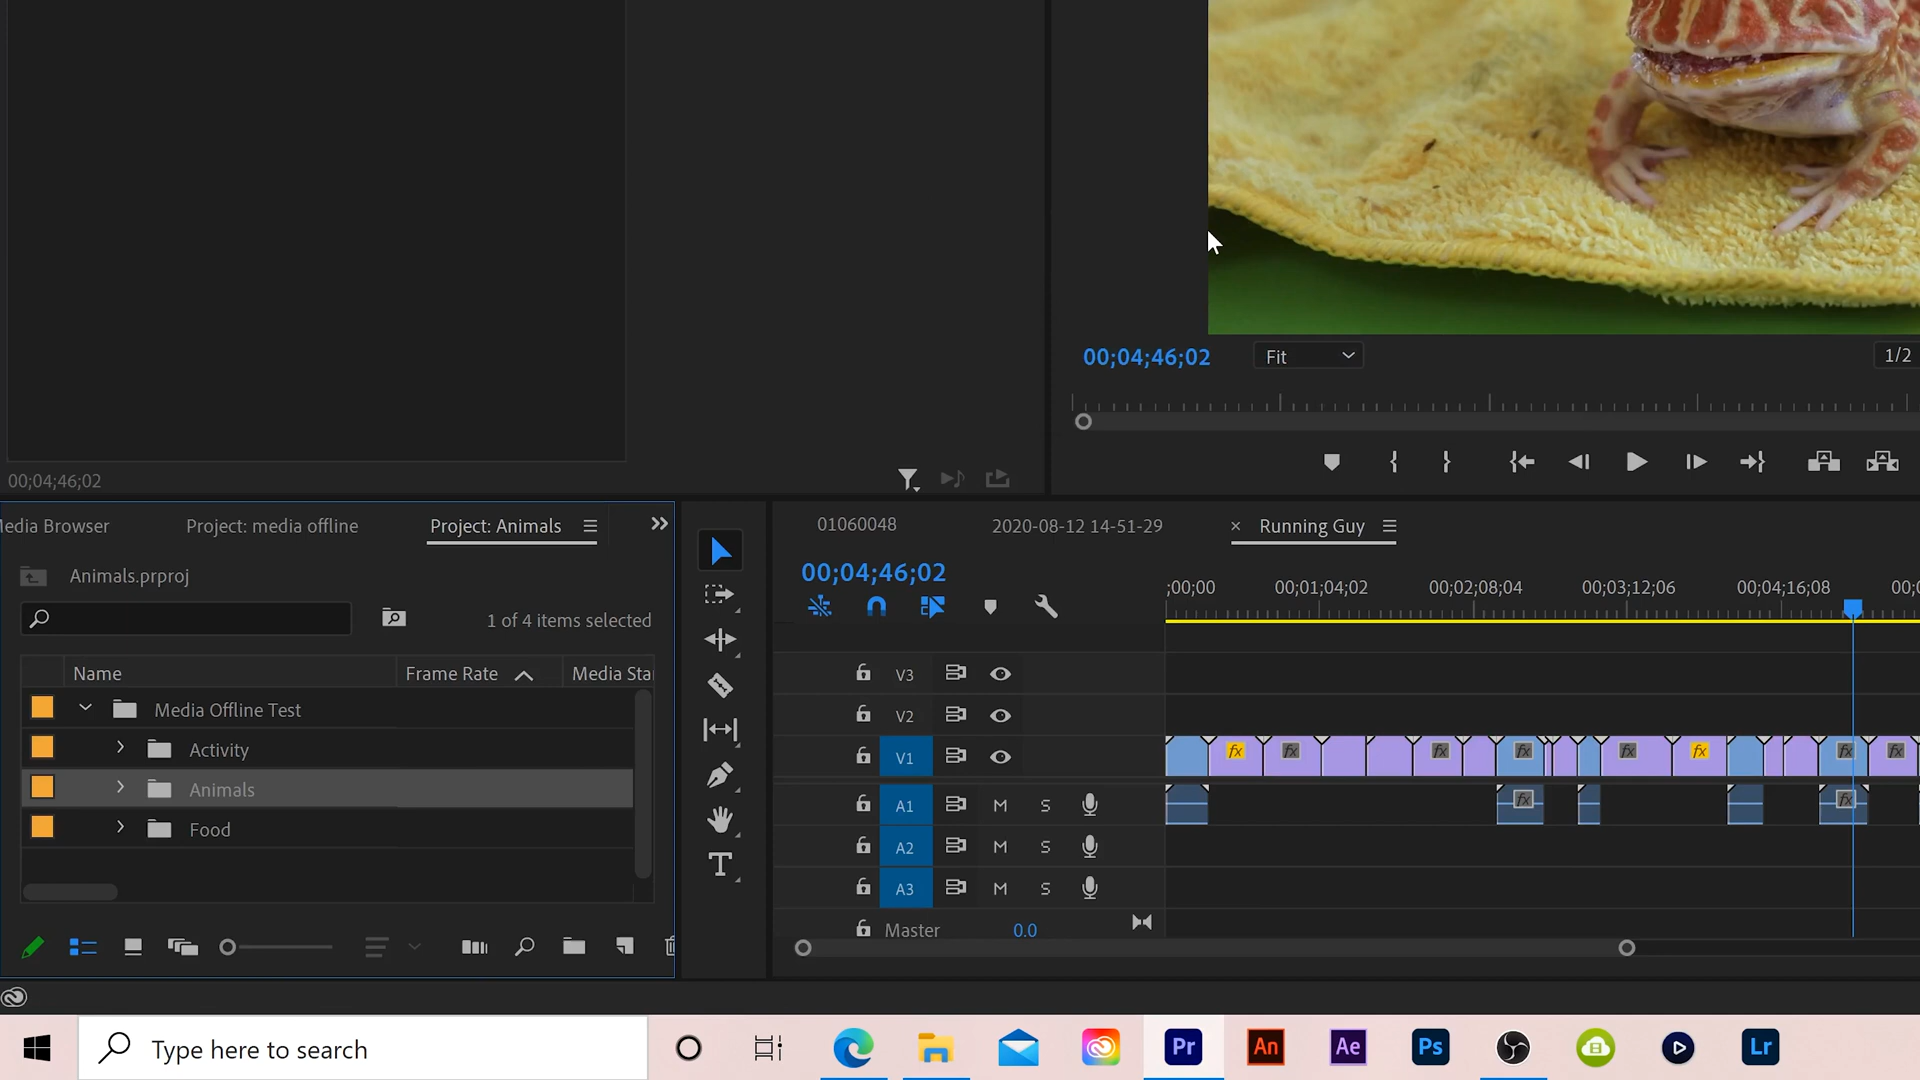 00;04;46;02
Fit
1/2
00;04;46;02
edia Browser
Project: media offline
Project: Animals
Animals.prproj
1 of 4 items selected
Name
Frame Rate
Media Sta
Media Offline Test
Activity
Animals
Food
01060048
2020-08-12 14-51-29
× Running Guy
00;04;46;02
;00;00
00;01;04;02
00;02;08;04
00;03;12;06
00;04;16;08
00;0
V3
V2
V1
fx fx fx fx fx fx fx fx
A1 M S
fx fx
A2 M S
A3 M S
Master 0.0
Type here to search
Pr
An
Ae
Ps
Lr